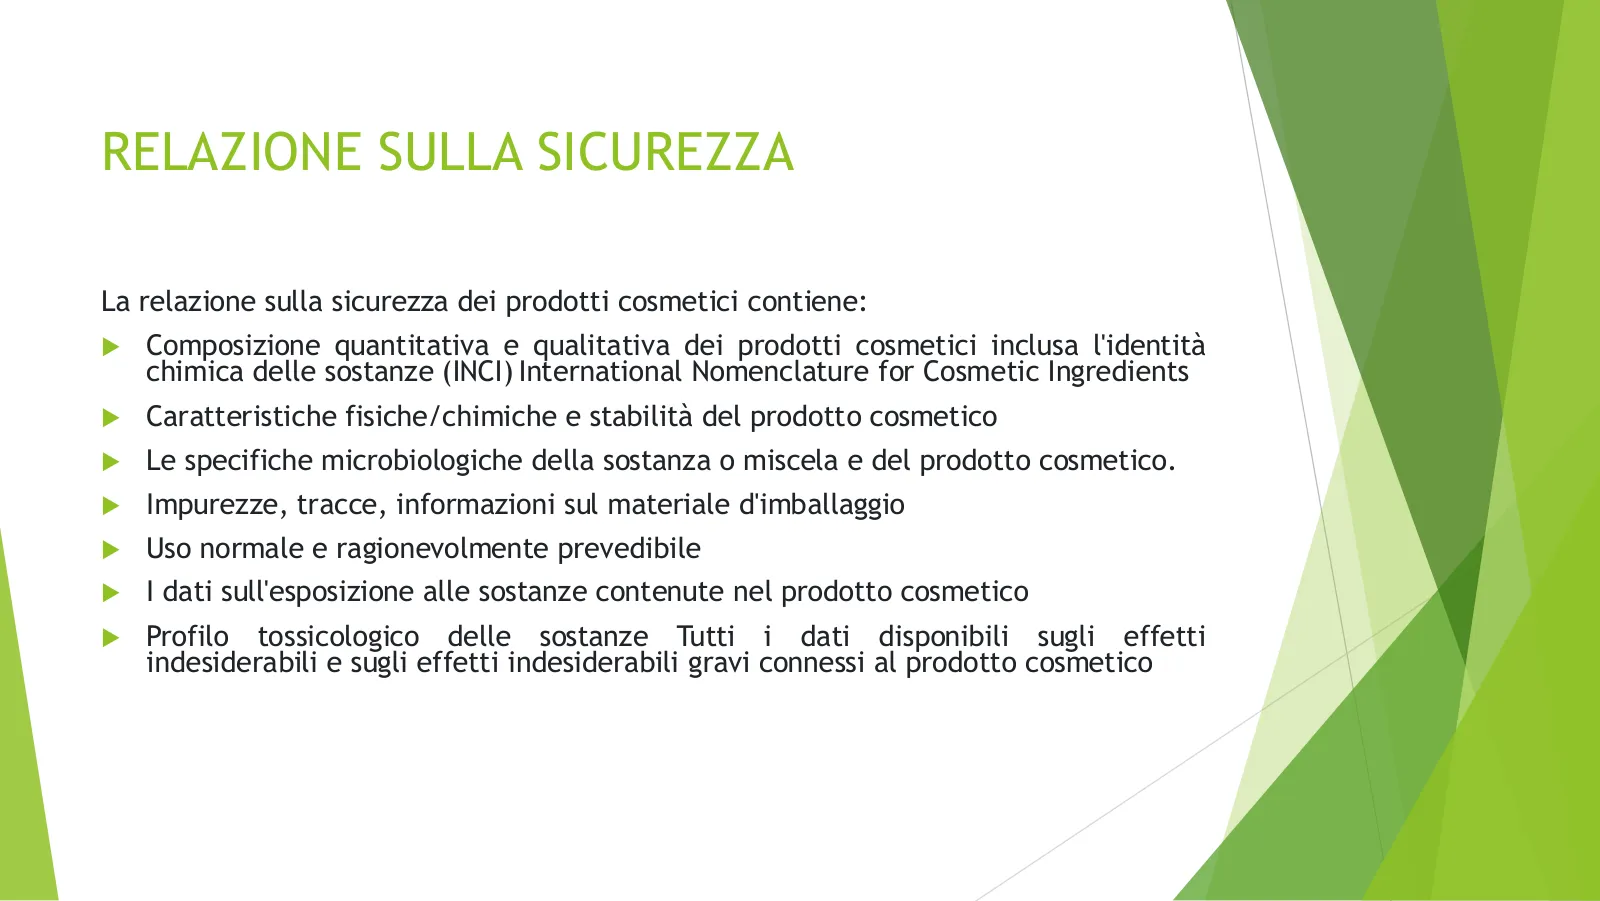 RELAZIONE SULLA SICUREZZA
La relazione sulla sicurezza dei prodotti cosmetici contiene:
Composizione quantitativa e qualitativa dei prodotti cosmetici inclusa l'identità
chimica delle sostanze (INCI) International Nomenclature for Cosmetic Ingredients
Caratteristiche fisiche/chimiche e stabilità del prodotto cosmetico
Le specifiche microbiologiche della sostanza o miscela e del prodotto cosmetico.
Impurezze, tracce, informazioni sul materiale d'imballaggio
Uso normale e ragionevolmente prevedibile
I dati sull'esposizione alle sostanze contenute nel prodotto cosmetico
Profilo tossicologico delle sostanze Tutti i dati disponibili sugli effetti
indesiderabili e sugli effetti indesiderabili gravi connessi al prodotto cosmetico